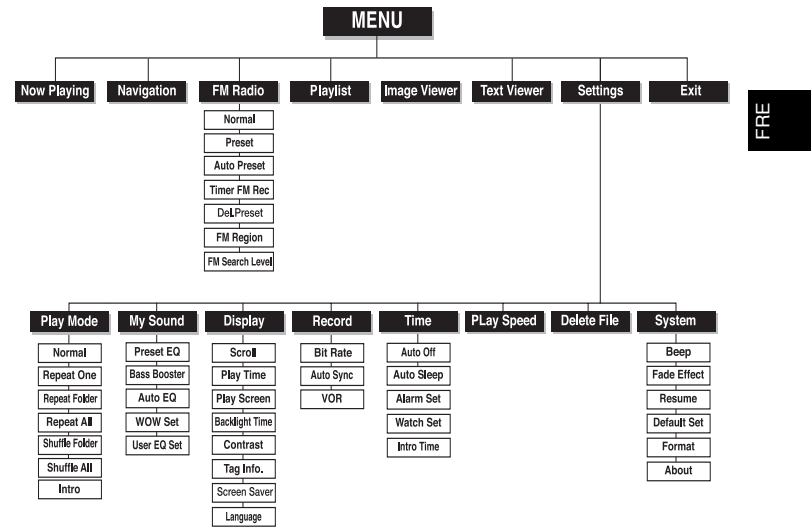 MENU
Now Playing
Navigation
FM Radio
Playlist
Image Viewer
Text Viewer
Settings
Exit
FRE
Normal
Preset
Auto Preset
Timer FM Rec
Del.Preset
FM Region
FM Search Level
Play Mode
My Sound
Display
Record
Time
PLay Speed
Delete File
System
Normal
Repeat One
Repeat Folder
Repeat All
Shuffle Folder
Shuffle All
Intro
Preset EQ
Bass Booster
Auto EQ
WOW Set
User EQ Set
Scroll
Play Time
Play Screen
Backlight Time
Contrast
Tag Info.
Screen Saver
Language
Bit Rate
Auto Sync
VOR
Auto Off
Auto Sleep
Alarm Set
Watch Set
Intro Time
Beep
Fade Effect
Resume
Default Set
Format
About